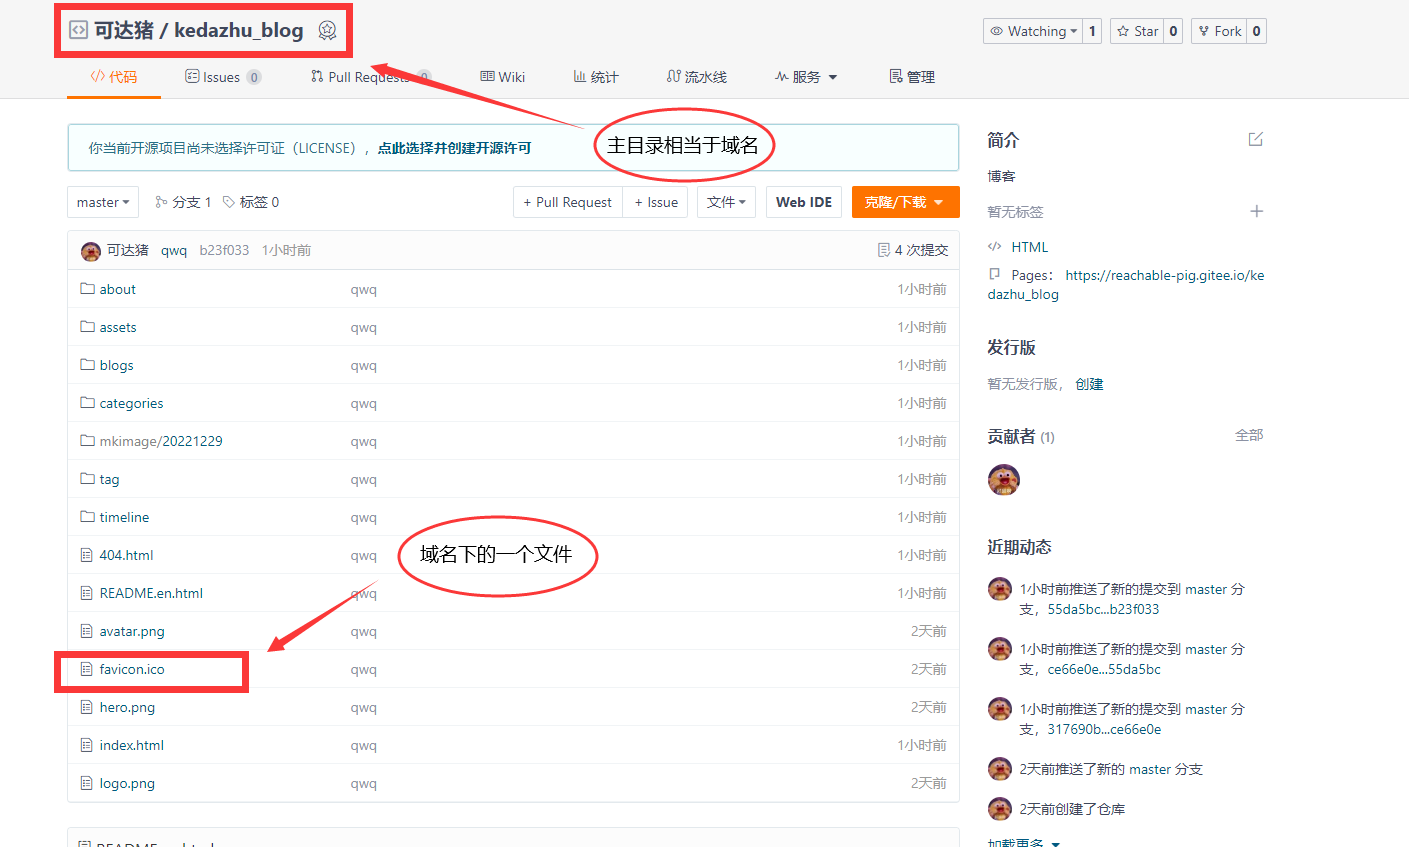 可达猪 / kedazhu_blog
Watching 1 Star 0 Fork 0
代码 Issues 0 Pull Requests 0 Wiki 统计 流水线 服务 管理
你当前开源项目尚未选择许可证（LICENSE），点此选择并创建开源许可
主目录相当于域名
master 分支 1 标签 0 + Pull Request + Issue 文件 Web IDE 克隆/下载
可达猪 qwq b23f033 1小时前 4 次提交
about qwq 1小时前
assets qwq 1小时前
blogs qwq 1小时前
categories qwq 1小时前
mkimage/20221229 qwq 1小时前
tag qwq 1小时前
timeline qwq 1小时前
404.html qwq 1小时前
域名下的一个文件
README.en.html qwq 1小时前
avatar.png qwq 2天前
favicon.ico qwq 2天前
hero.png qwq 2天前
index.html qwq 1小时前
logo.png qwq 2天前
简介
博客
暂无标签
HTML
Pages： https://reachable-pig.gitee.io/ke
dazhu_blog
发行版
暂无发行版，创建
贡献者 (1) 全部
近期动态
1小时前推送了新的提交到 master 分
支，55da5bc...b23f033
1小时前推送了新的提交到 master 分
支，ce66e0e...55da5bc
1小时前推送了新的提交到 master 分
支，317690b...ce66e0e
2天前推送了新的 master 分支
2天前创建了仓库
加载更多